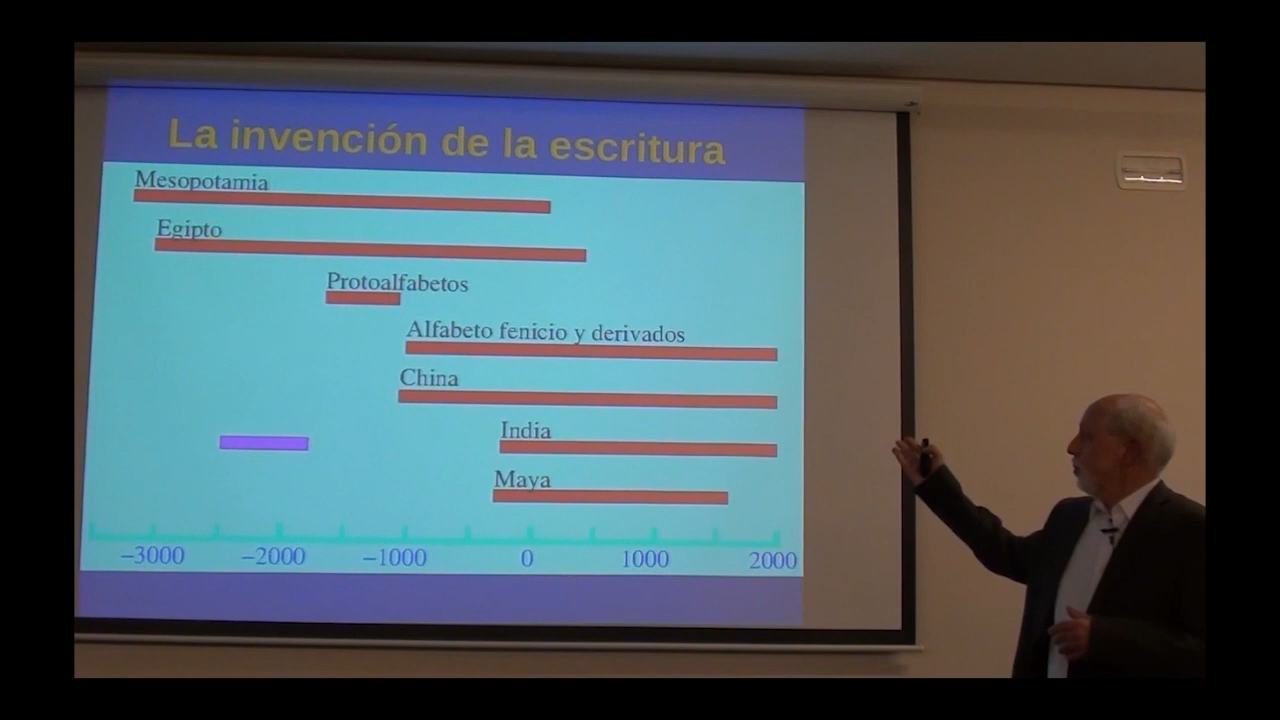 La invención de la escritura
Mesopotamia
Egipto
Protoalfabetos
Alfabeto fenicio y derivados
China
India
Maya
−3000 −2000 −1000 0 1000 2000